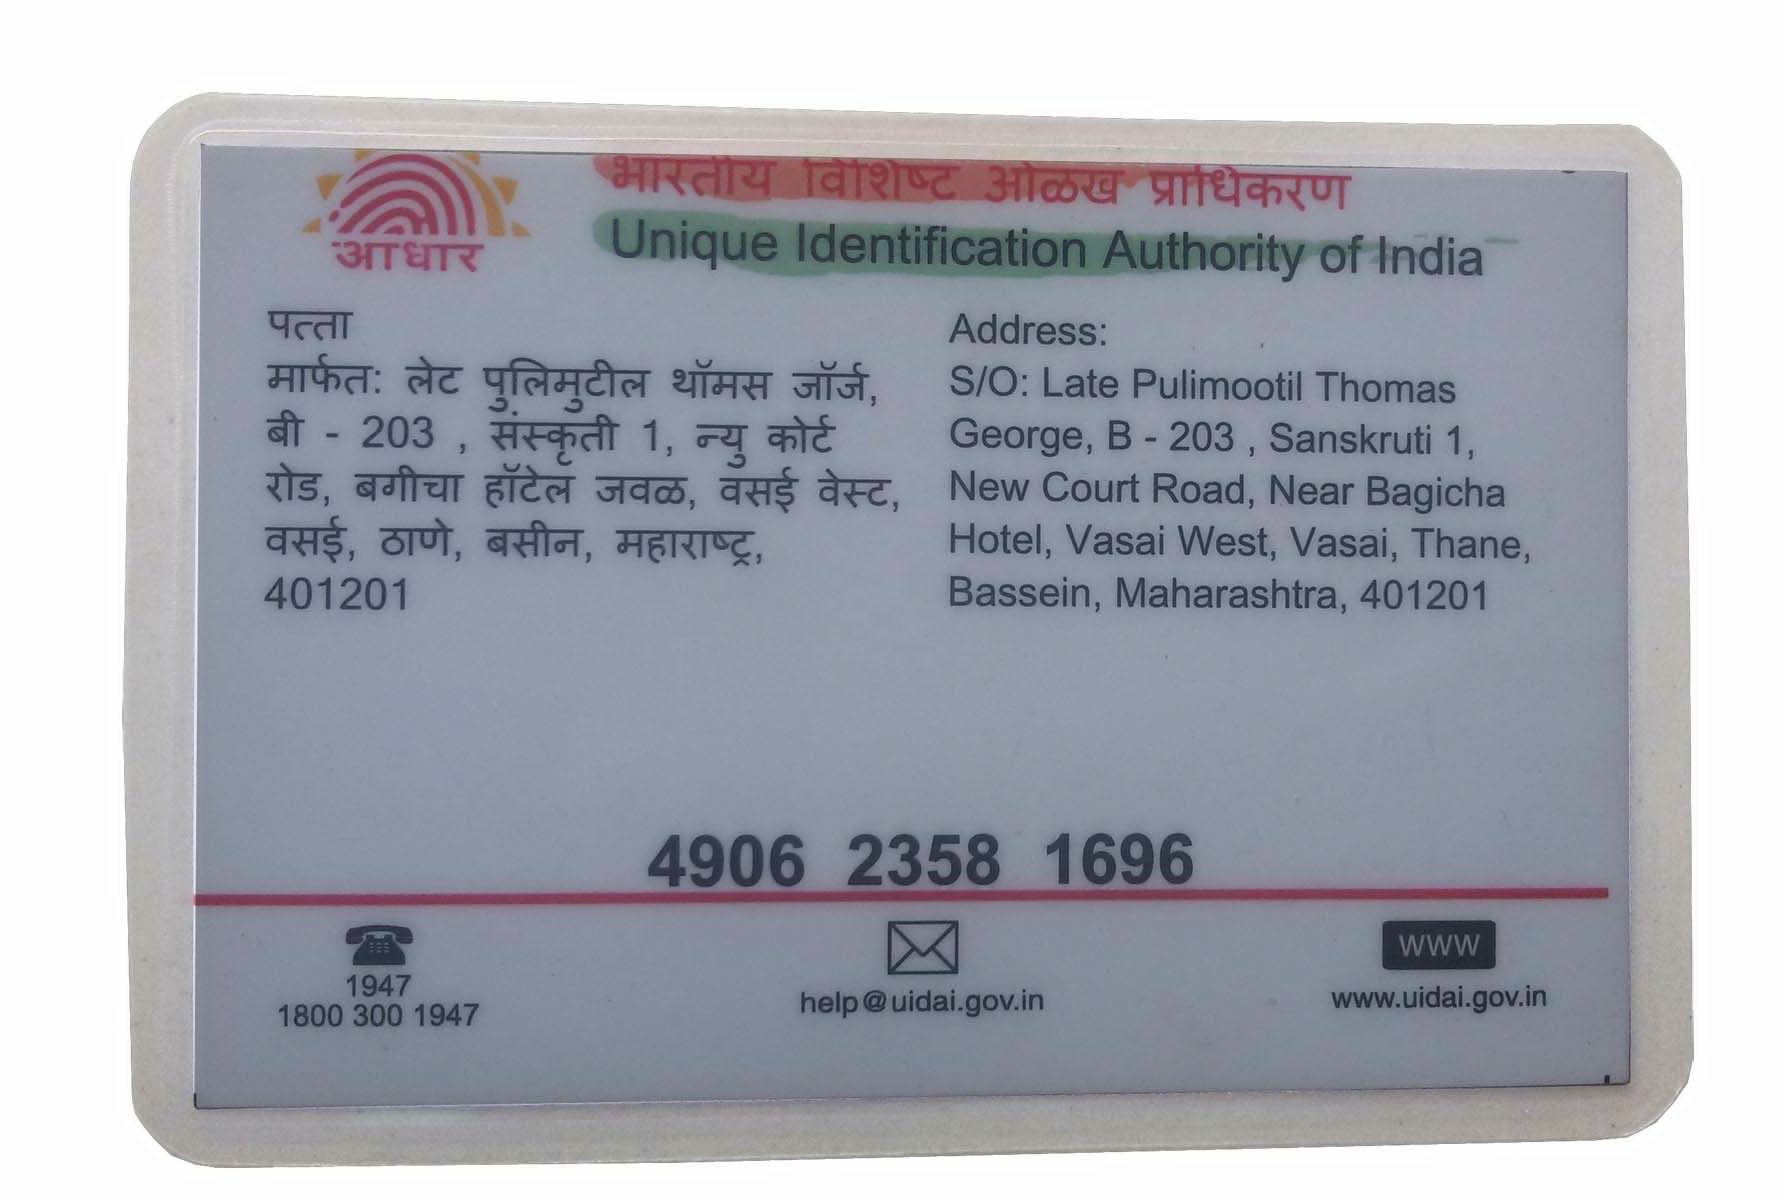 भारतीय विशिष्ट ओळख प्राधिकरण
Unique Identification Authority of India
आधार
पत्ता
मार्फत: लेट पुलिमुटील थॉमस जॉर्ज,
बी - 203 , संस्कृती 1, न्यु कोर्ट
रोड, बगीचा हॉटेल जवळ, वसई वेस्ट,
वसई, ठाणे, बसीन, महाराष्ट्र,
401201
Address:
S/O: Late Pulimootil Thomas
George, B - 203 , Sanskruti 1,
New Court Road, Near Bagicha
Hotel, Vasai West, Vasai, Thane,
Bassein, Maharashtra, 401201
4906 2358 1696
1947
1800 300 1947
help@uidai.gov.in
www
www.uidai.gov.in